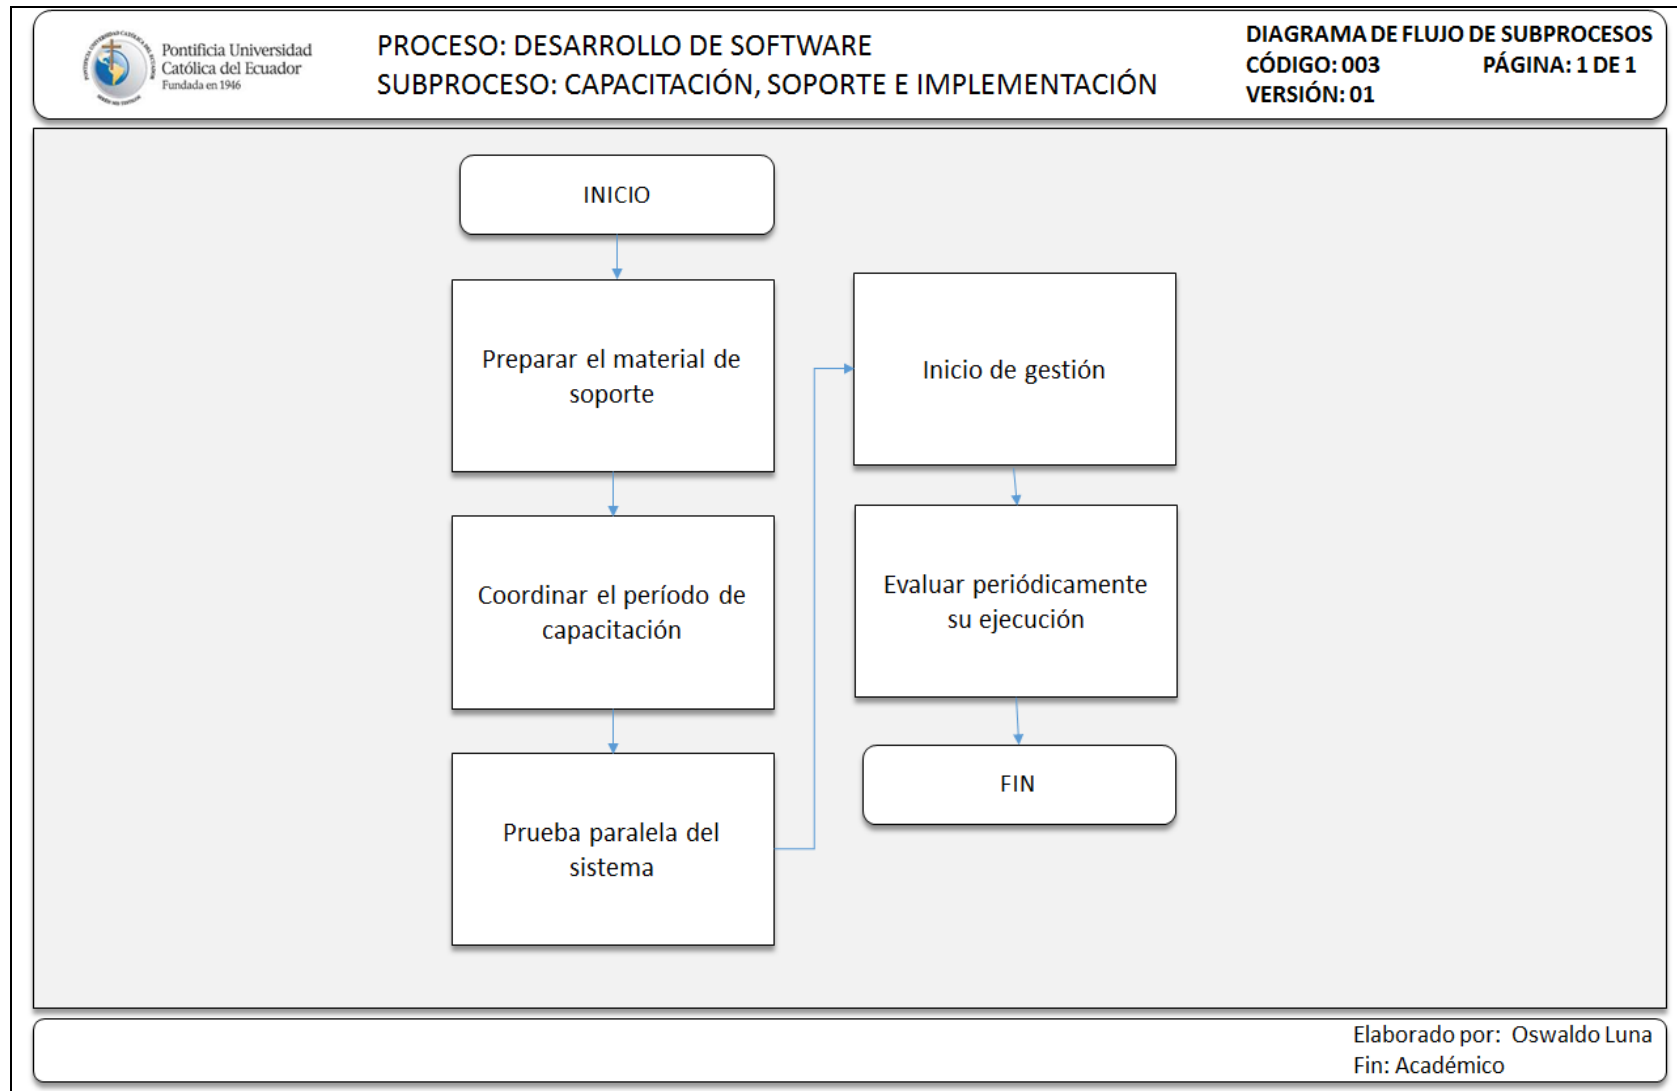 Pontificia Universidad
Católica del Ecuador
Fundada en 1946
PROCESO: DESARROLLO DE SOFTWARE
SUBPROCESO: CAPACITACIÓN, SOPORTE E IMPLEMENTACIÓN
DIAGRAMA DE FLUJO DE SUBPROCESOS
CÓDIGO: 003 PÁGINA: 1 DE 1
VERSIÓN: 01
INICIO
Preparar el material de
soporte
Coordinar el período de
capacitación
Prueba paralela del
sistema
Inicio de gestión
Evaluar periódicamente
su ejecución
FIN
Elaborado por: Oswaldo Luna
Fin: Académico